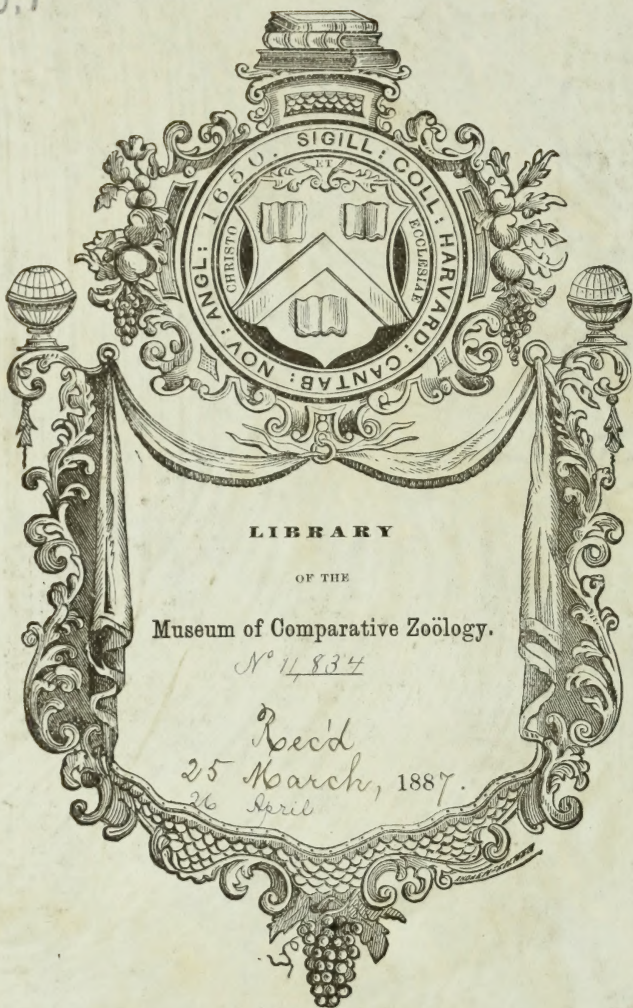 SIGILL: COLL: HARVARD: CANTAB: NOV: ANGL: 1650.
ET
CHRISTO
ECCLESIAE
LIBRARY
OF THE
Museum of Comparative Zoölogy.
No 11,834
Rec'd
25 March, 1887.
26 April